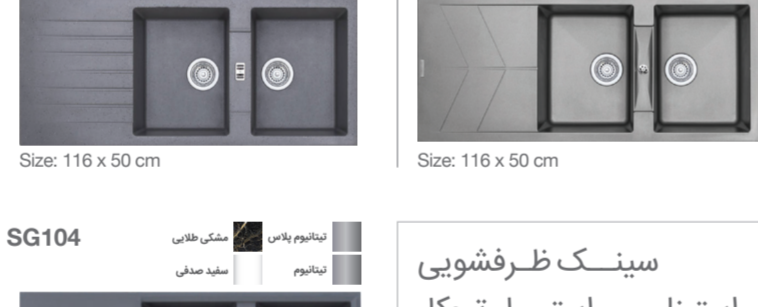 Size: 116 x 50 cm
Size: 116 x 50 cm
SG104
تیتانیوم پلاس
مشکی طلایی
تیتانیوم
سفید صدفی
سینــک ظـرفشویی